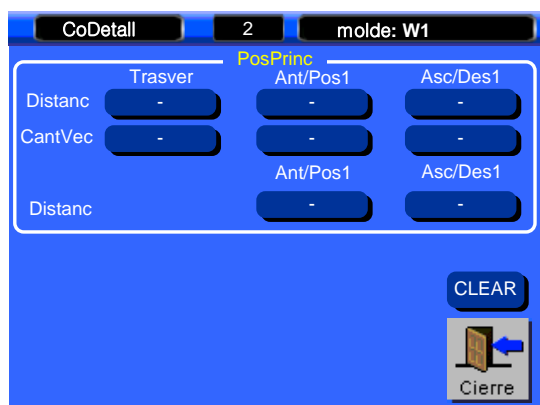 CoDetall 2 molde: W1
PosPrinc
Trasver Ant/Pos1 Asc/Des1
Distanc - - -
CantVec - - -
Ant/Pos1 Asc/Des1
Distanc - -
CLEAR
Cierre